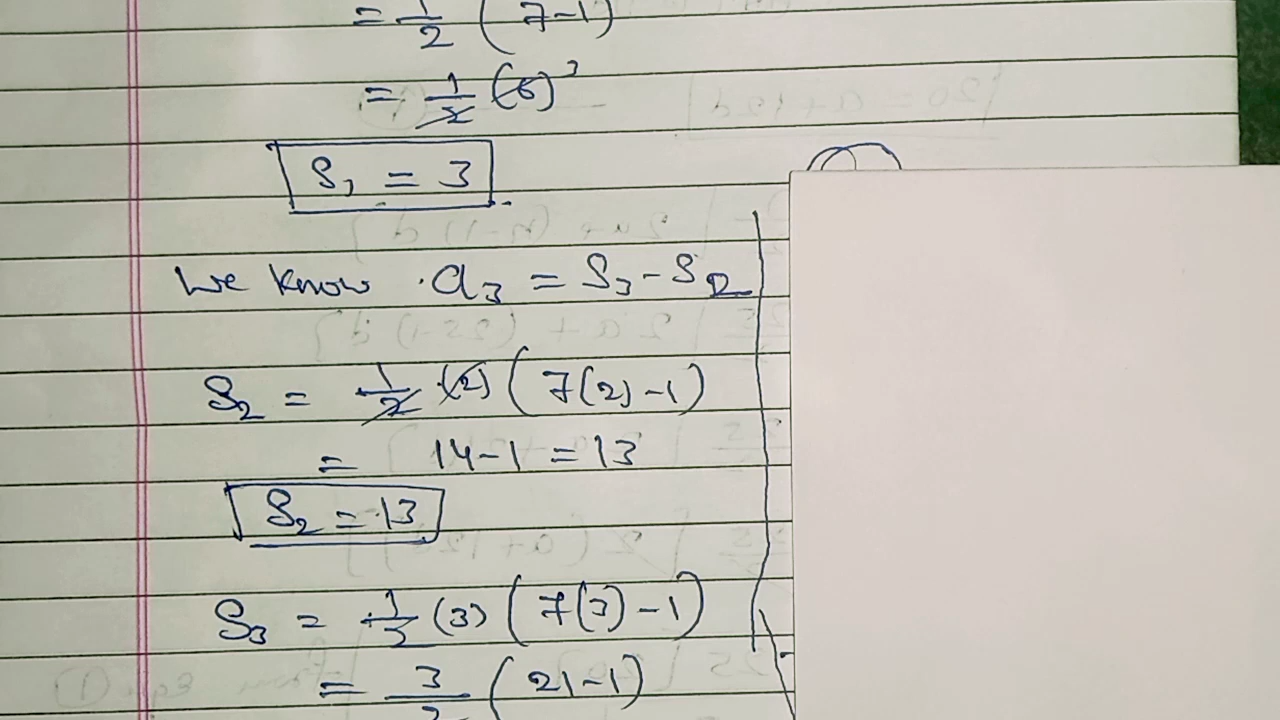 = 1/2 (7-1)
= 1/2 (6) 3
S1 = 3
We know a3 = S3 - S2
S2 = 1/2 (2) (7(2)-1)
= 14-1 = 13
S2 = 13
S3 = 1/2 (3) (7(3)-1)
= 3/2 (21-1)